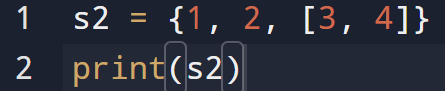 1 s2 = {1, 2, [3, 4]}
2 print(s2)